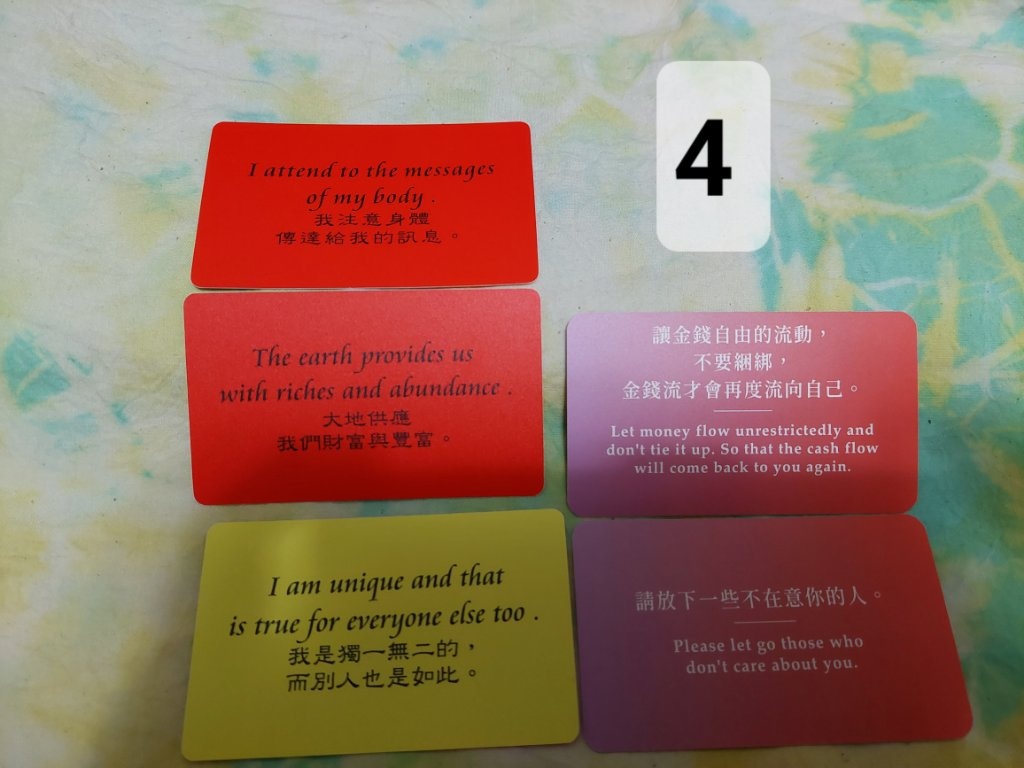 4
I attend to the messages
of my body .
我注意身體
傳達給我的訊息。
The earth provides us
with riches and abundance .
大地供應
我們財富與豐富。
I am unique and that
is true for everyone else too .
我是獨一無二的，
而別人也是如此。
讓金錢自由的流動，
不要綑綁，
金錢流才會再度流向自己。
Let money flow unrestrictedly and
don't tie it up. So that the cash flow
will come back to you again.
請放下一些不在意你的人。
Please let go those who
don't care about you.